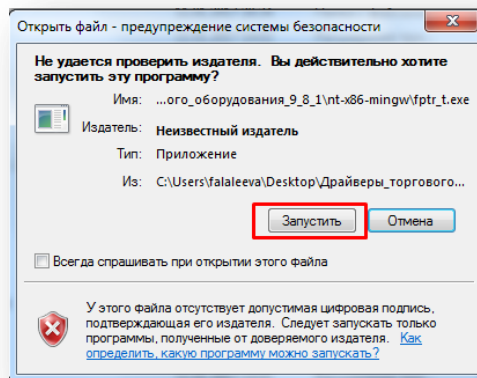 Открыть файл - предупреждение системы безопасности
Не удается проверить издателя. Вы действительно хотите
запустить эту программу?
Имя: ...ого_оборудования_9_8_1\nt-x86-mingw\fptr_t.exe
Издатель: Неизвестный издатель
Тип: Приложение
Из: C:\Users\falaleeva\Desktop\Драйверы_торгового...
Запустить Отмена
Всегда спрашивать при открытии этого файла
У этого файла отсутствует допустимая цифровая подпись,
подтверждающая его издателя. Следует запускать только
программы, полученные от доверяемого издателя. Как
определить, какую программу можно запускать?